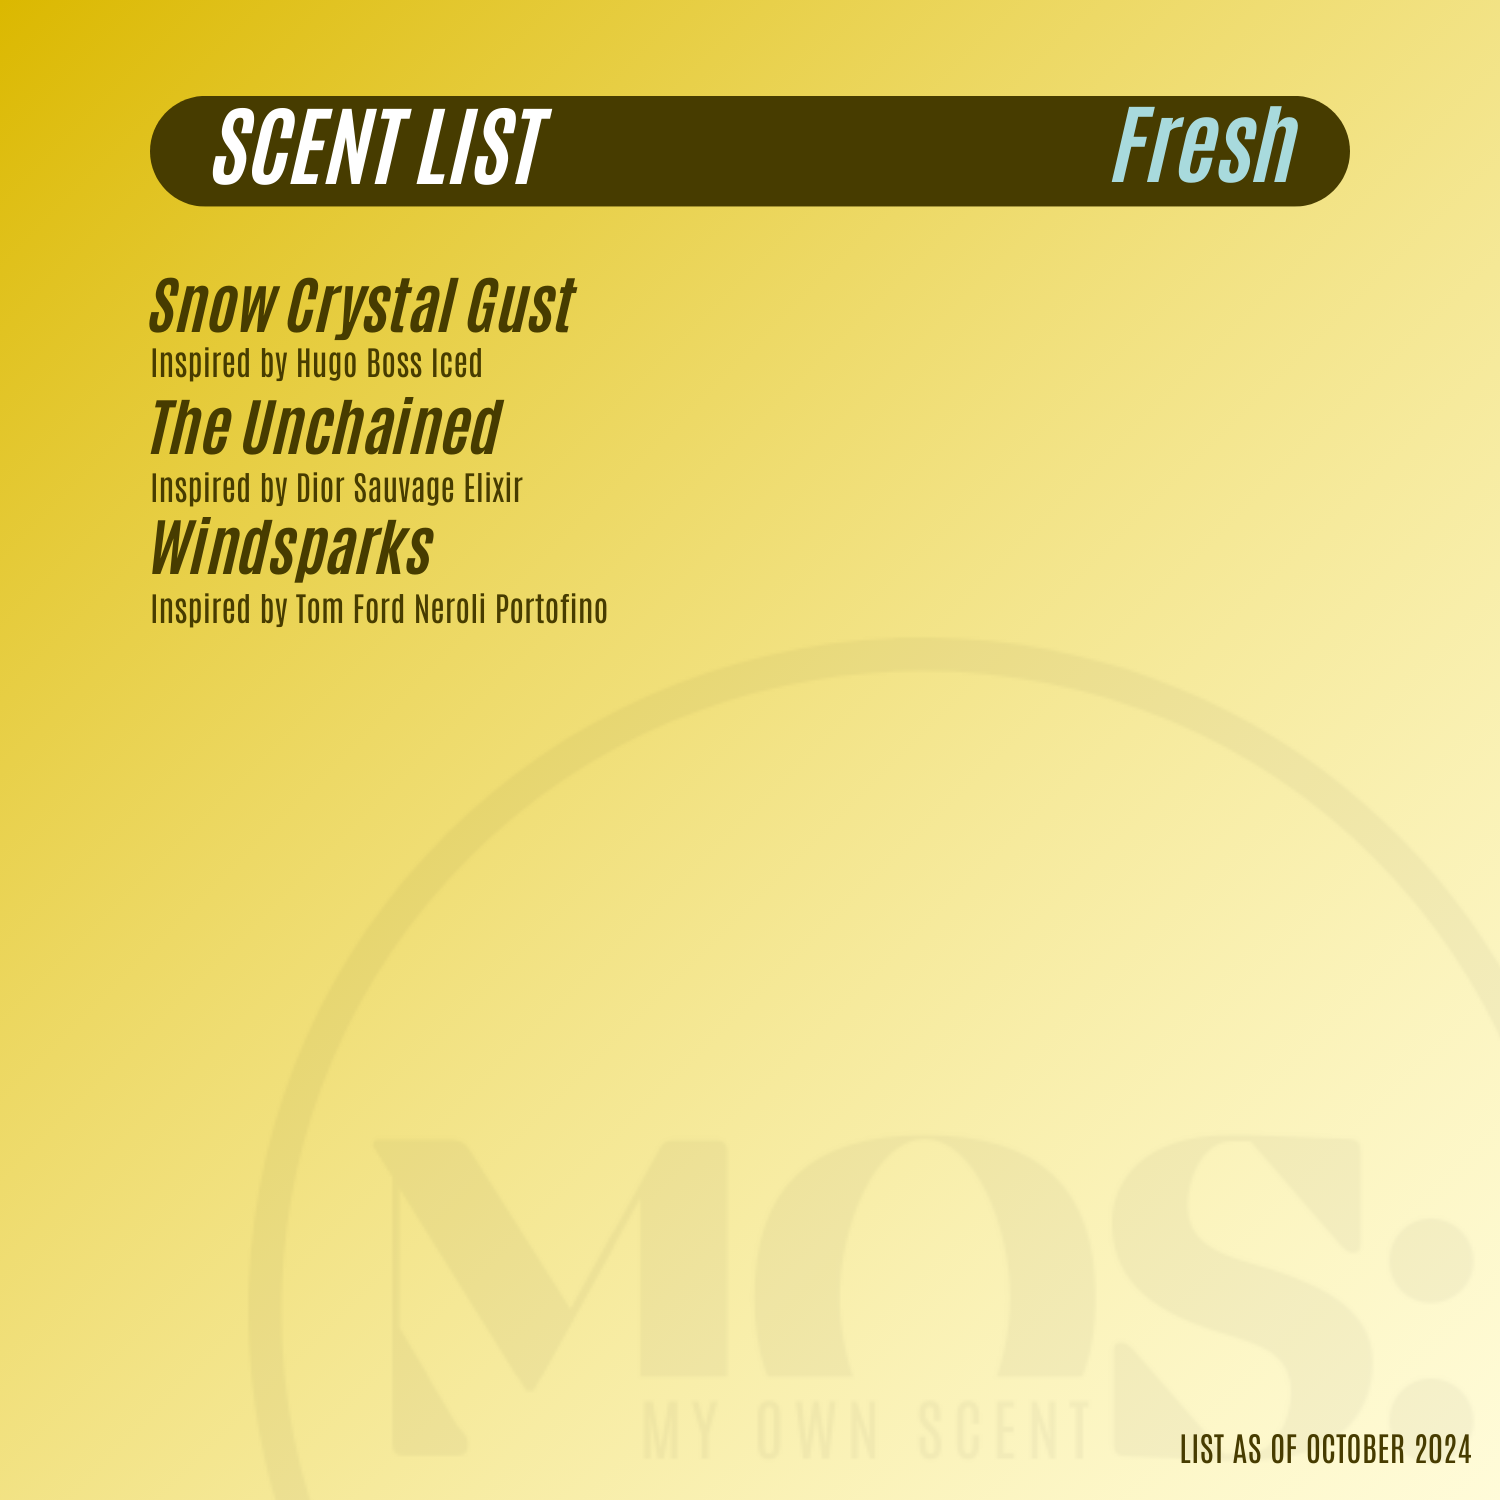 SCENT LIST Fresh
Snow Crystal Gust
Inspired by Hugo Boss Iced
The Unchained
Inspired by Dior Sauvage Elixir
Windsparks
Inspired by Tom Ford Neroli Portofino
MOS:
MY OWN SCENT
LIST AS OF OCTOBER 2024